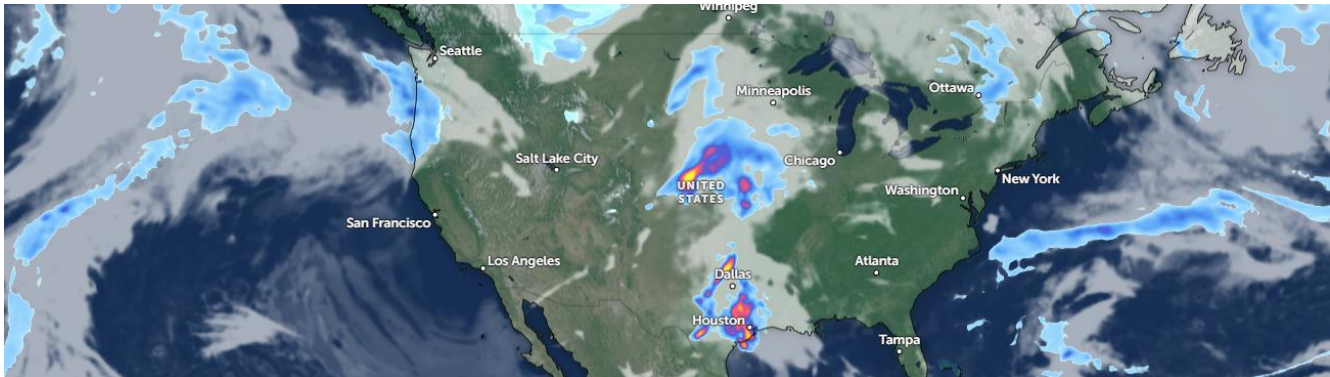 Winnipeg
Seattle
Minneapolis
Ottawa
Salt Lake City
Chicago
UNITED
STATES
New York
Washington
San Francisco
Los Angeles
Atlanta
Dallas
Houston
Tampa